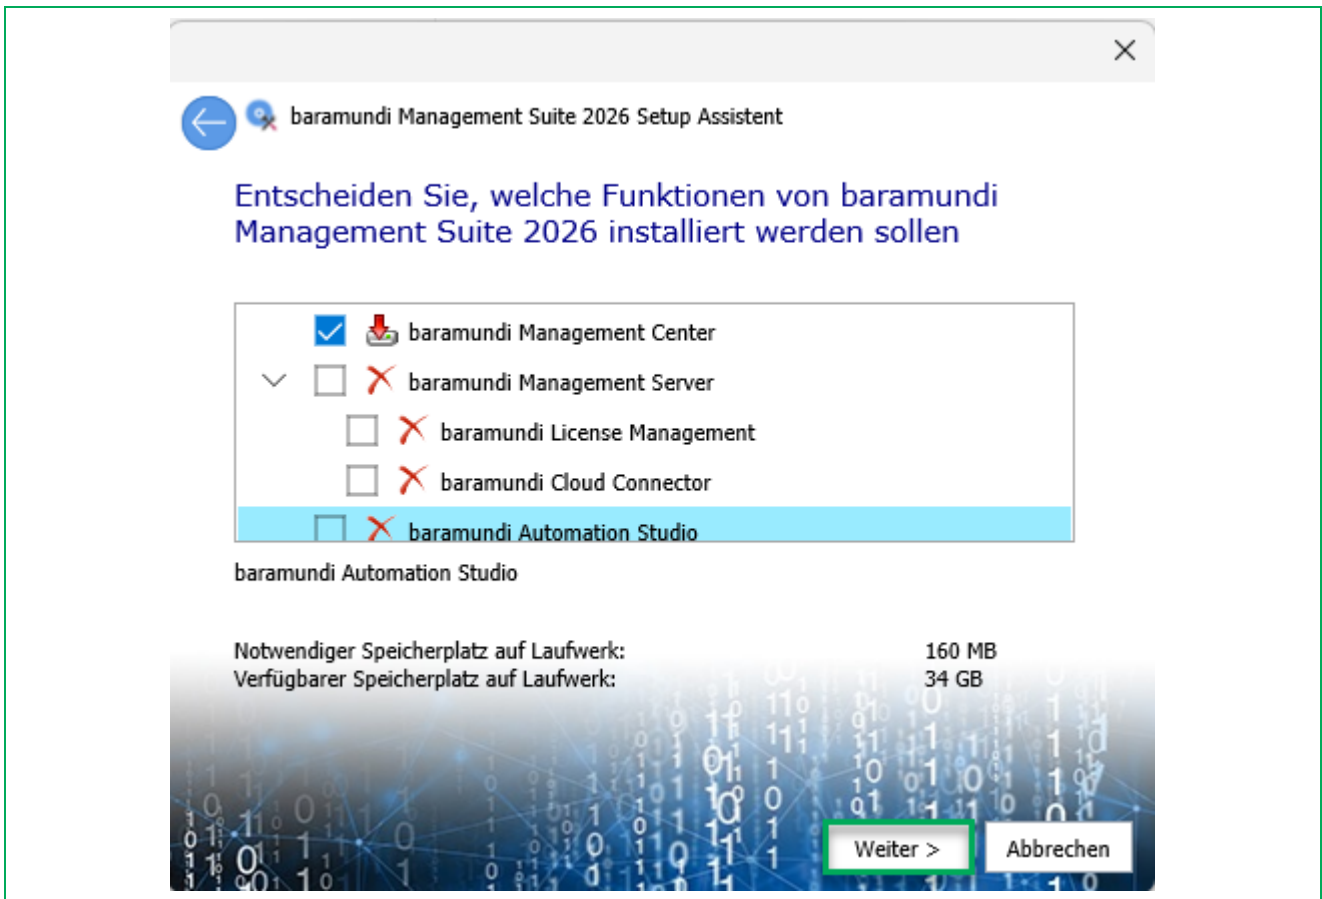 baramundi Management Suite 2026 Setup Assistent
Entscheiden Sie, welche Funktionen von baramundi
Management Suite 2026 installiert werden sollen
baramundi Management Center
baramundi Management Server
baramundi License Management
baramundi Cloud Connector
baramundi Automation Studio
baramundi Automation Studio
Notwendiger Speicherplatz auf Laufwerk: 160 MB
Verfügbarer Speicherplatz auf Laufwerk: 34 GB
Weiter > Abbrechen